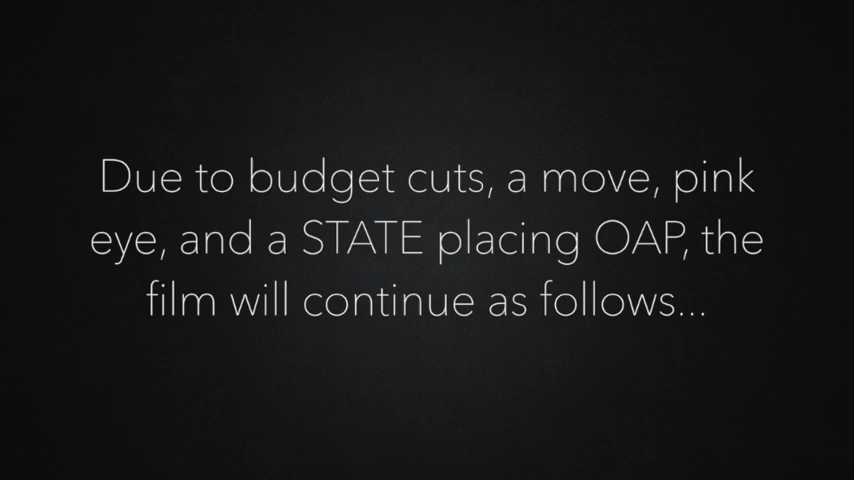 Due to budget cuts, a move, pink
eye, and a STATE placing OAP, the
film will continue as follows...